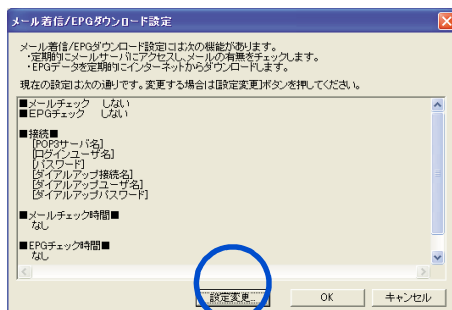 メール着信/EPGダウンロード設定
メール着信/EPGダウンロード設定には次の機能があります。
・定期的にメールサーバにアクセスし、メールの有無をチェックします。
・EPGデータを定期的にインターネットからダウンロードします。
現在の設定は次の通りです。変更する場合は[設定変更]ボタンを押してください。
■メールチェック　しない
■EPGチェック　しない
■接続■
[POP3サーバ名]
[ログインユーザ名]
[パスワード]
[ダイアルアップ接続名]
[ダイアルアップユーザ名]
[ダイアルアップパスワード]
■メールチェック時間■
なし
■EPGチェック時間■
なし
設定変更...
OK
キャンセル